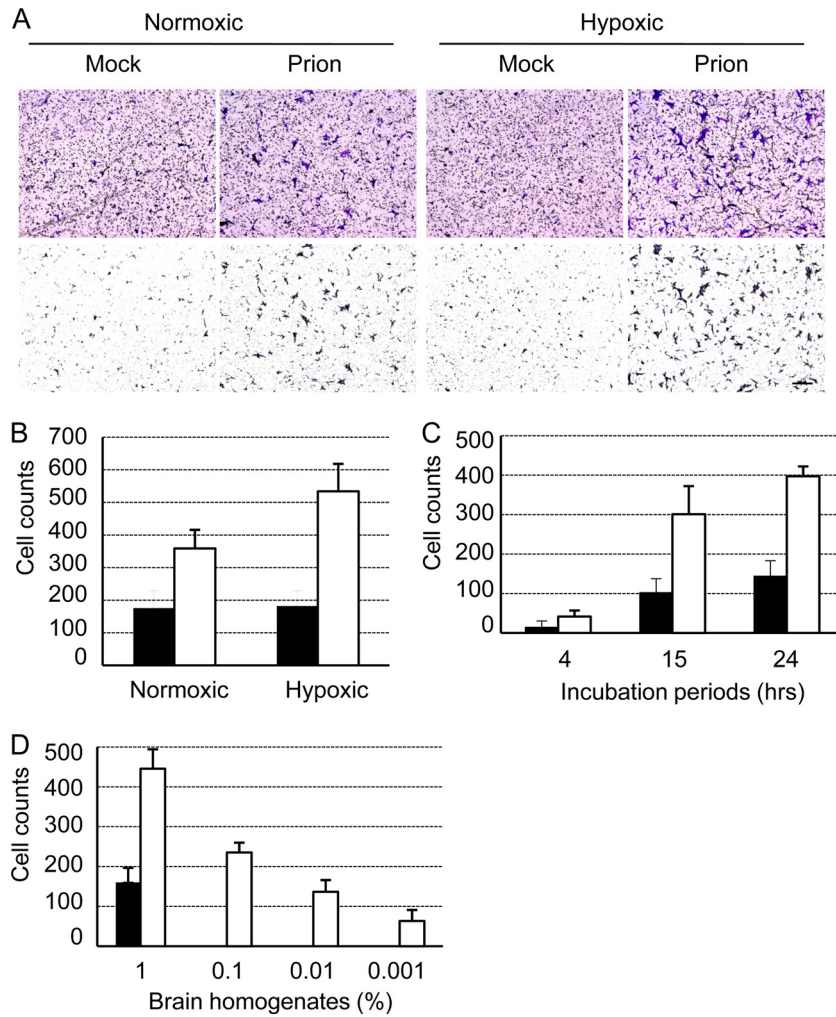 A
Normoxic Hypoxic
Mock Prion Mock Prion
B
700
600
500
400
300
200
100
0
Cell counts
Normoxic Hypoxic
C
500
400
300
200
100
0
Cell counts
4 15 24
Incubation periods (hrs)
D
500
400
300
200
100
0
Cell counts
1 0.1 0.01 0.001
Brain homogenates (%)